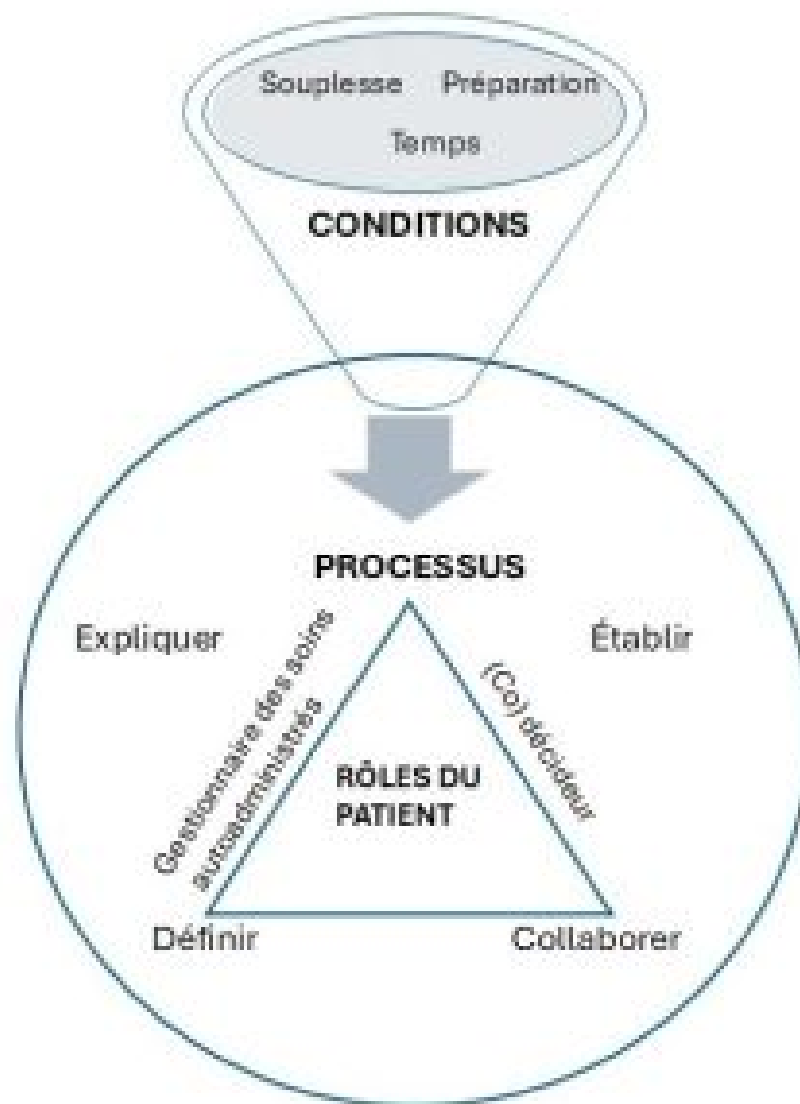 Souplesse Préparation
Temps
CONDITIONS
PROCESSUS
Expliquer
Établir
Gestionnaire des soins
autoadministrés
(Co) décideur
RÔLES DU
PATIENT
Définir
Collaborer